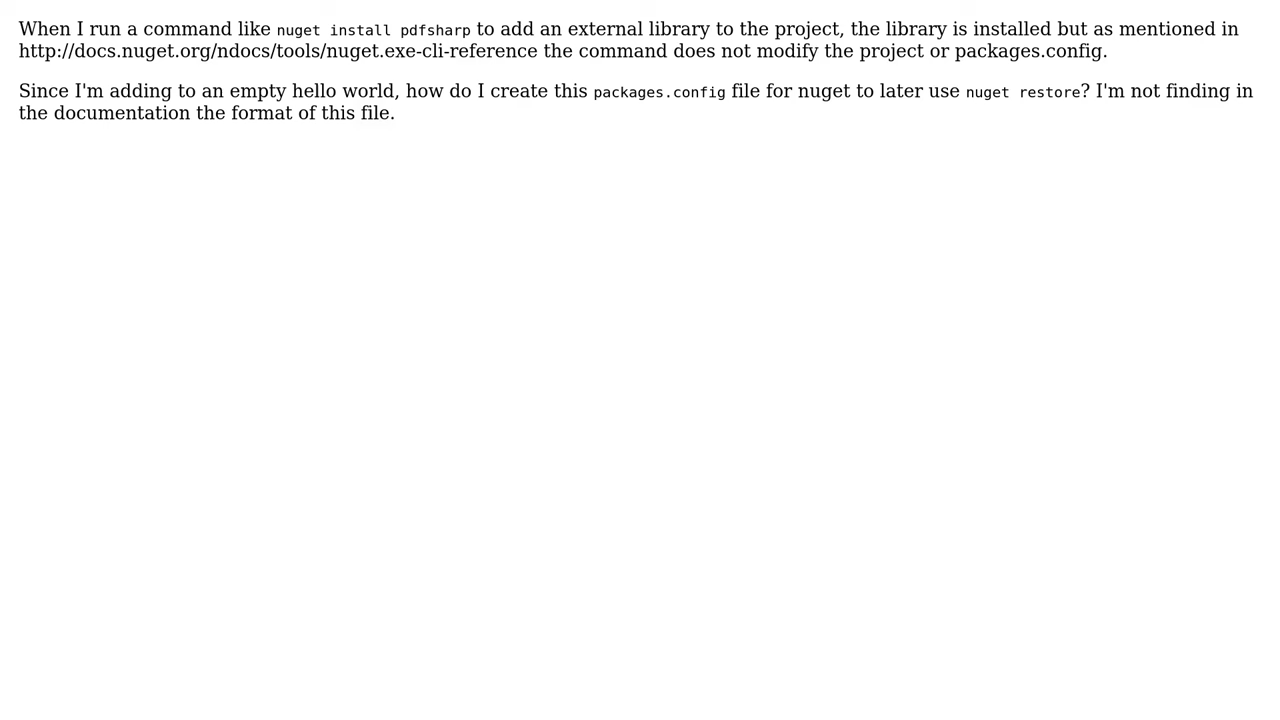 When I run a command like nuget install pdfsharp to add an external library to the project, the library is installed but as mentioned in
http://docs.nuget.org/ndocs/tools/nuget.exe-cli-reference the command does not modify the project or packages.config.
Since I'm adding to an empty hello world, how do I create this packages.config file for nuget to later use nuget restore? I'm not finding in
the documentation the format of this file.